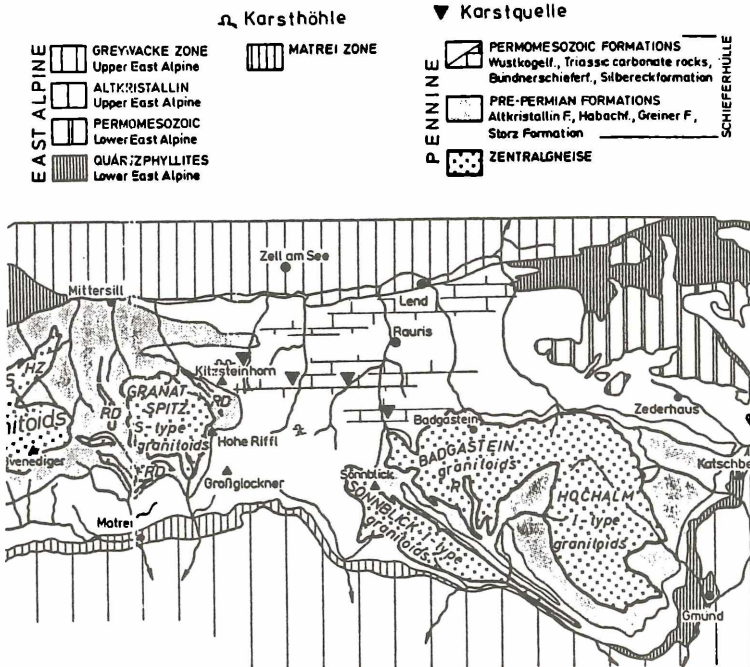 Karsthöhle
Karstquelle
EAST ALPINE
GREYWACKE ZONE
Upper East Alpine
ALTKRISTALLIN
Upper East Alpine
PERMOMESOZOIC
Lower East Alpine
QUARZPHYLLITES
Lower East Alpine
MATREI ZONE
PENNINE
PERMOMESOZOIC FORMATIONS
Wustkogelf., Triassic carbonate rocks,
Bündnerschieferf., Silbereckformation
PRE-PERMIAN FORMATIONS
Altkristallin F., Habachf., Greiner F.,
Storz Formation
ZENTRALGNEISE
SCHIEFERHÜLLE
Zell am See
Mittersill
Lend
Rauris
HZ
S
Kitzsteinhorn
GRANAT
SPITZ
S-type
granitoids
RD
RD
RD
Hohe Riffl
nitoids
venediger
Großglockner
Matrei
Badgastein
BADGASTEIN
granitoids
R
Sonnblick
SONNBLICK I-type
granitoids
HOCHALM
I-type
granitoids
Zederhaus
Katschbe
Gmünd